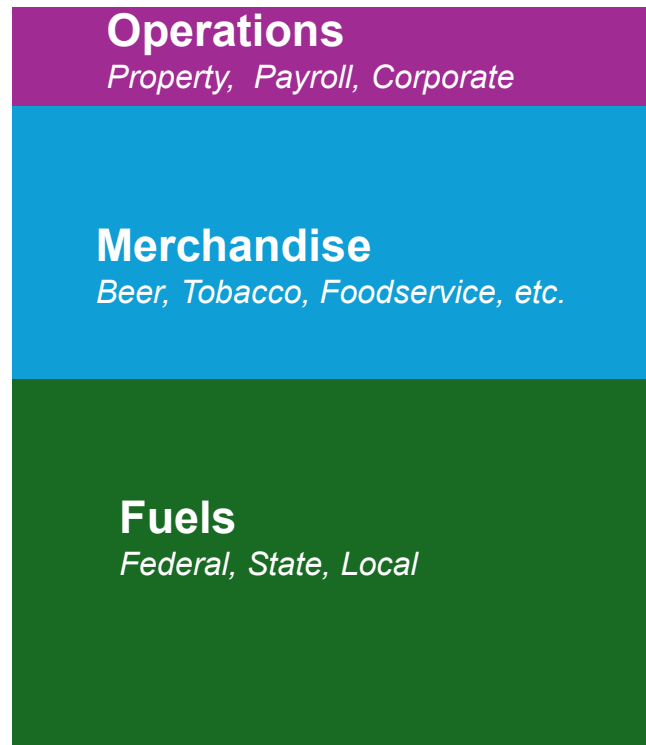 Operations
Property,  Payroll, Corporate
Merchandise
Beer, Tobacco, Foodservice, etc.
Fuels
Federal, State, Local